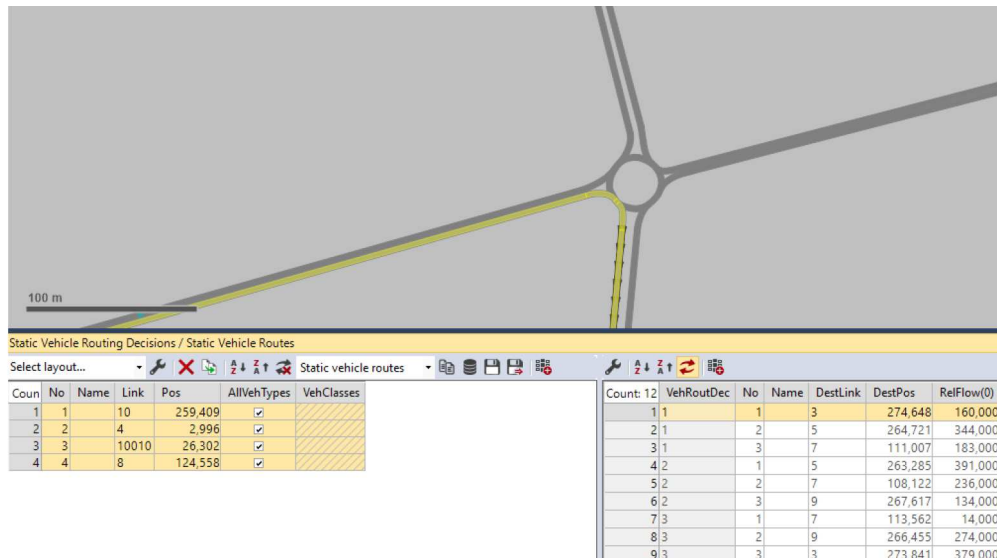 100 m
Static Vehicle Routing Decisions / Static Vehicle Routes
Select layout... Static vehicle routes
Coun No Name Link Pos AllVehTypes VehClasses
1 1 10 259,409
2 2 4 2,996
3 3 10010 26,302
4 4 8 124,558
Count: 12 VehRoutDec No Name DestLink DestPos RelFlow(0)
1 1 1 3 274,648 160,000
2 1 2 5 264,721 344,000
3 1 3 7 111,007 183,000
4 2 1 5 263,285 391,000
5 2 2 7 108,122 236,000
6 2 3 9 267,617 134,000
7 3 1 7 113,562 14,000
8 3 2 9 266,455 274,000
9 3 3 3 273,841 379,000